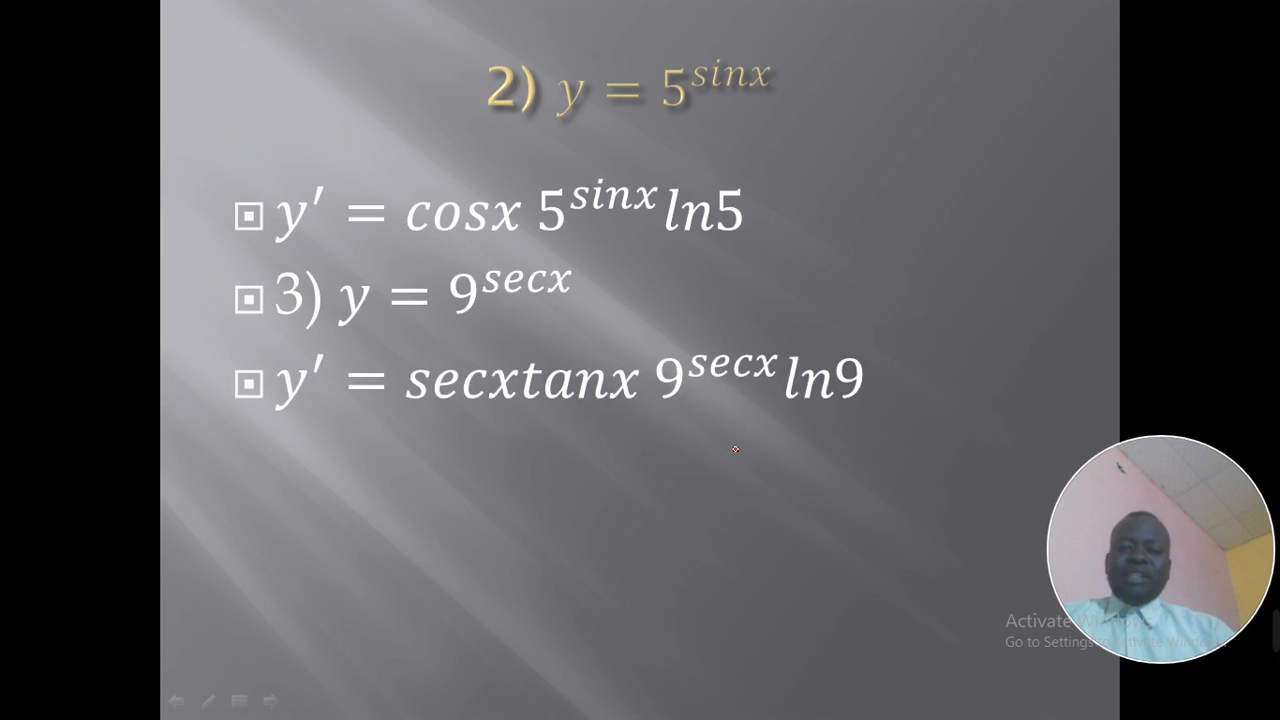 2) y = 5^{sinx}
y′ = cosx 5^{sinx}ln5
3) y = 9^{secx}
y′ = secxtanx 9^{secx}ln9
Activate Windows
Go to Settings to activate Windows.